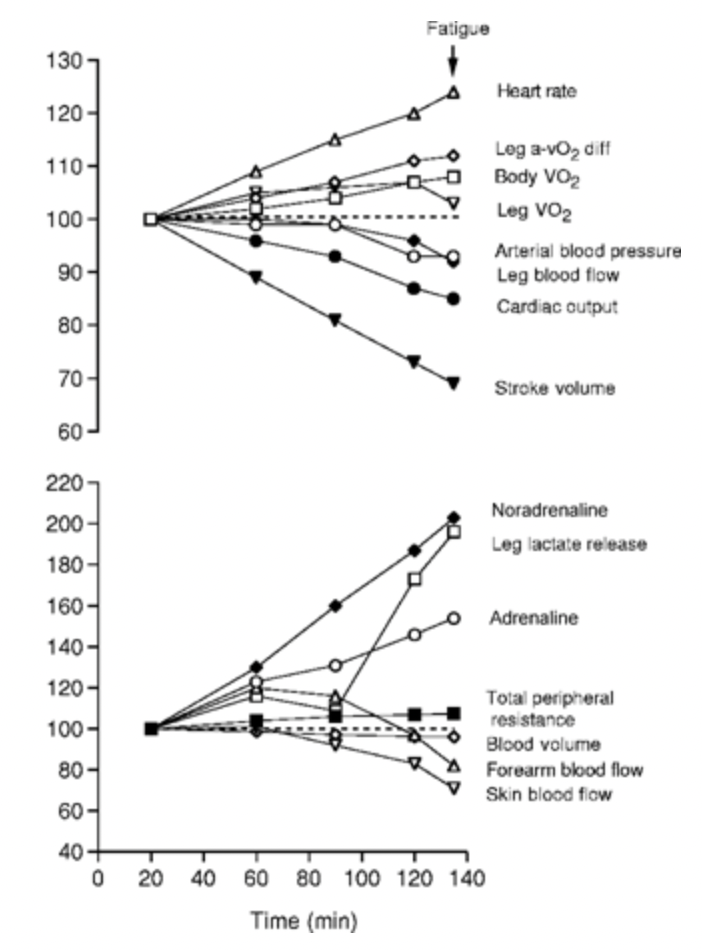 Fatigue
130
120
110
100
90
80
70
60
Heart rate
Leg a-vO₂ diff
Body VO₂
Leg VO₂
Arterial blood pressure
Leg blood flow
Cardiac output
Stroke volume
220
200
180
160
140
120
100
80
60
40
Noradrenaline
Leg lactate release
Adrenaline
Total peripheral
resistance
Blood volume
Forearm blood flow
Skin blood flow
0 20 40 60 80 100 120 140
Time (min)